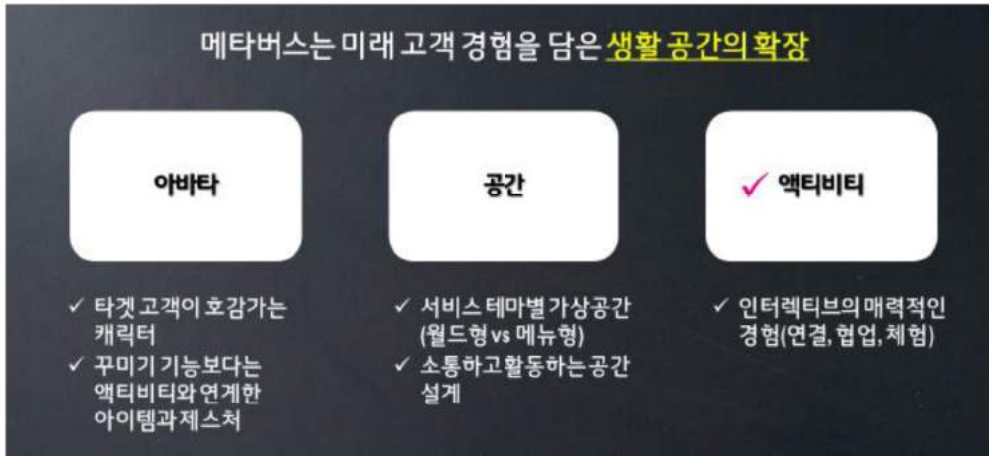 메타버스는 미래 고객 경험을 담은 생활 공간의 확장
아바타
✓ 타겟 고객이 호감가는
캐릭터
✓ 꾸미기 기능보다는
액티비티와 연계한
아이템과 제스처
공간
✓ 서비스 테마별 가상공간
(월드형 vs 메뉴형)
✓ 소통하고 활동하는 공간
설계
✓ 액티비티
✓ 인터렉티브의 매력적인
경험(연결, 협업, 체험)